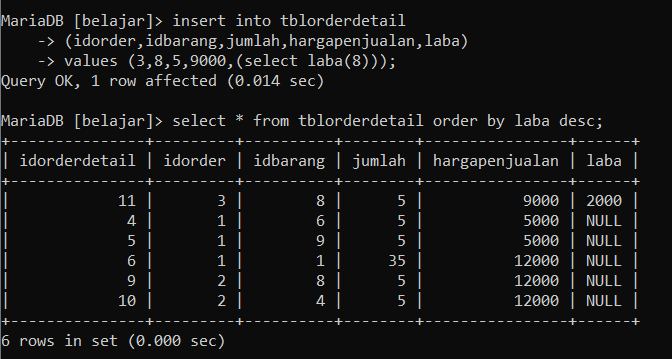 MariaDB [belajar]> insert into tblorderdetail
    -> (idorder,idbarang,jumlah,hargapenjualan,laba)
    -> values (3,8,5,9000,(select laba(8)));
Query OK, 1 row affected (0.014 sec)

MariaDB [belajar]> select * from tblorderdetail order by laba desc;
+---------------+---------+----------+--------+----------------+------+
| idorderdetail | idorder | idbarang | jumlah | hargapenjualan | laba |
+---------------+---------+----------+--------+----------------+------+
|            11 |       3 |        8 |      5 |           9000 | 2000 |
|             4 |       1 |        6 |      5 |           5000 | NULL |
|             5 |       1 |        9 |      5 |           5000 | NULL |
|             6 |       1 |        1 |     35 |          12000 | NULL |
|             9 |       2 |        8 |      5 |          12000 | NULL |
|            10 |       2 |        4 |      5 |          12000 | NULL |
+---------------+---------+----------+--------+----------------+------+
6 rows in set (0.000 sec)